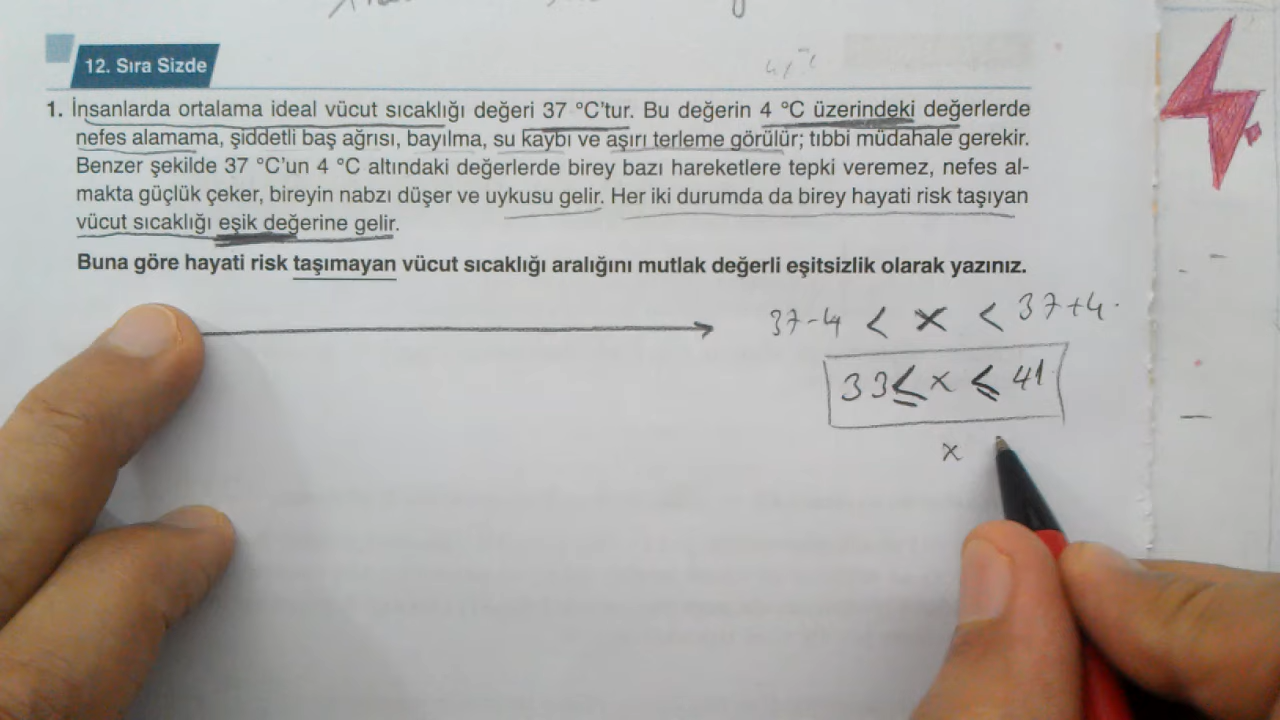 12. Sıra Sizde
1. İnsanlarda ortalama ideal vücut sıcaklığı değeri 37 °C'tur. Bu değerin 4 °C üzerindeki değerlerde
nefes alamama, şiddetli baş ağrısı, bayılma, su kaybı ve aşırı terleme görülür; tıbbi müdahale gerekir.
Benzer şekilde 37 °C'un 4 °C altındaki değerlerde birey bazı hareketlere tepki veremez, nefes al-
makta güçlük çeker, bireyin nabzı düşer ve uykusu gelir. Her iki durumda da birey hayati risk taşıyan
vücut sıcaklığı eşik değerine gelir.
Buna göre hayati risk taşımayan vücut sıcaklığı aralığını mutlak değerli eşitsizlik olarak yazınız.
37-4 < x < 37+4.
33 ≤ x ≤ 41
x